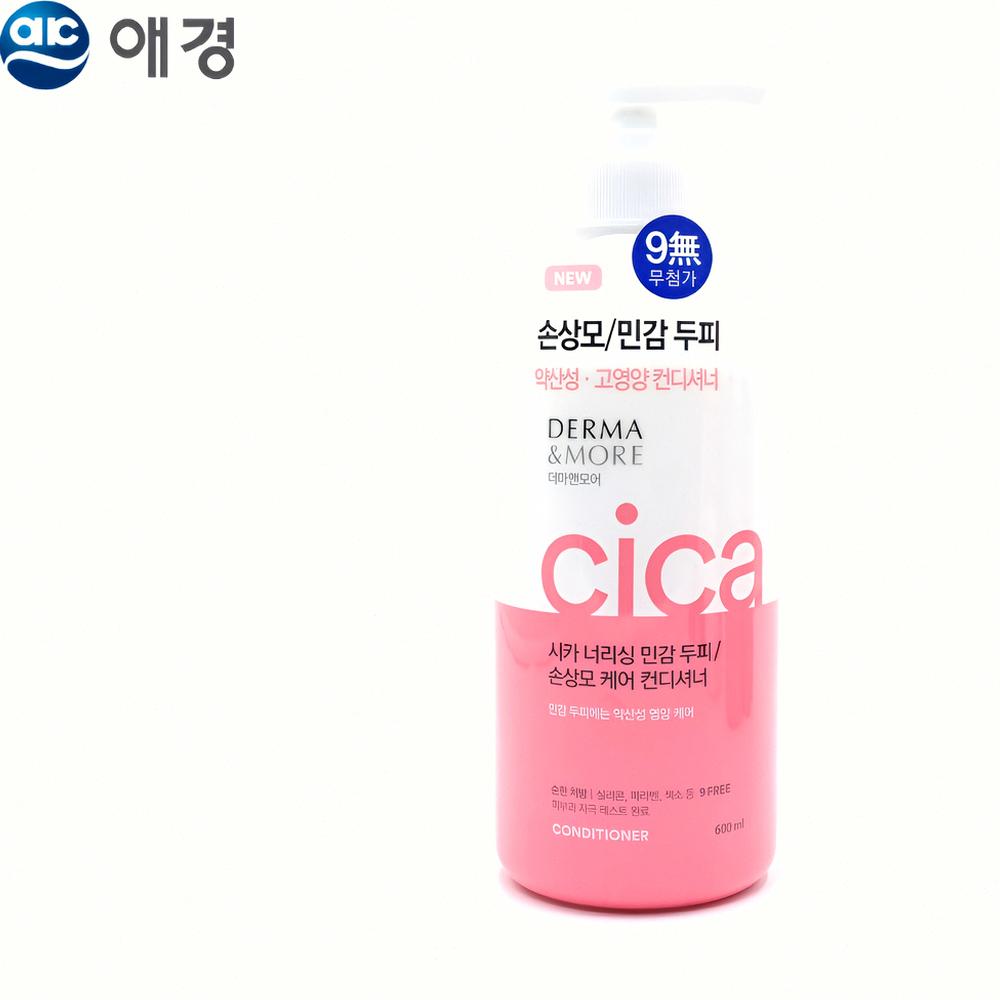 애경
9無
무첨가
NEW
손상모/민감 두피
약산성 · 고영양 컨디셔너
DERMA
&MORE
더마앤모어
cica
시카 너리싱 민감 두피/
손상모 케어 컨디셔너
민감 두피에는 약산성 영양 케어
순한 처방 | 실리콘, 파라벤, 색소 등 9 FREE
피부과 자극 테스트 완료
CONDITIONER
600 ml